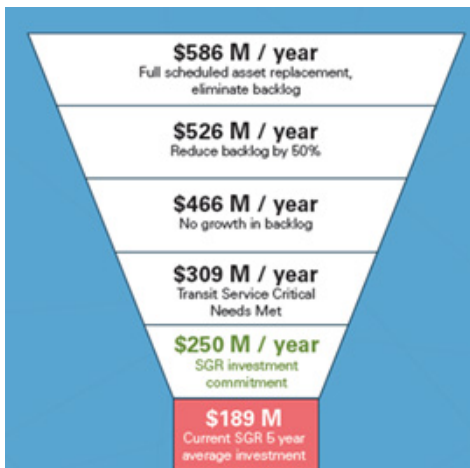 $586 M / year
Full scheduled asset replacement,
eliminate backlog
$526 M / year
Reduce backlog by 50%
$466 M / year
No growth in backlog
$309 M / year
Transit Service Critical
Needs Met
$250 M / year
SGR investment
commitment
$189 M
Current SGR 5 year
average investment